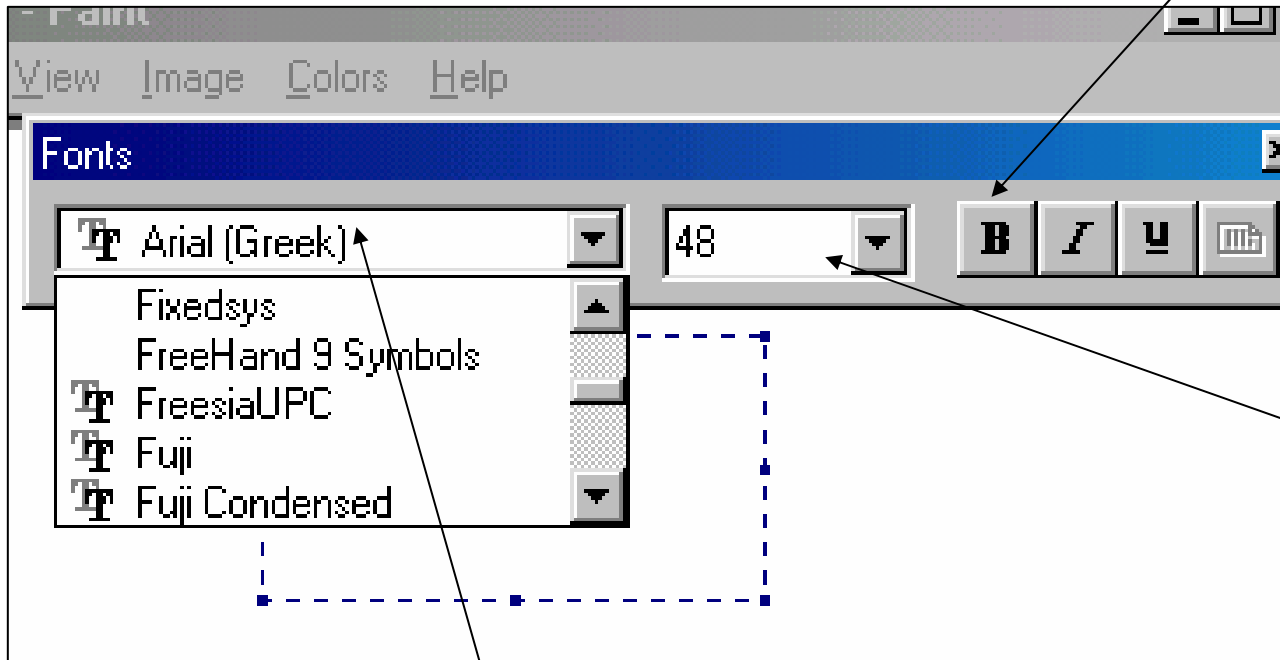 - Paint
View Image Colors Help
Fonts
Arial (Greek) 48 B I U
Fixedsys
FreeHand 9 Symbols
FreesiaUPC
Fuji
Fuji Condensed